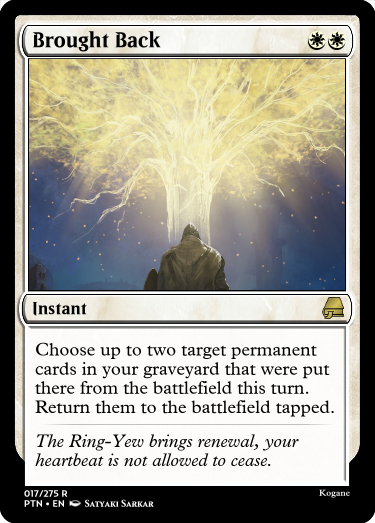 Brought Back
Instant
Choose up to two target permanent
cards in your graveyard that were put
there from the battlefield this turn.
Return them to the battlefield tapped.
The Ring-Yew brings renewal, your
heartbeat is not allowed to cease.
017/275 R
PTN • EN Satyaki Sarkar
Kogane